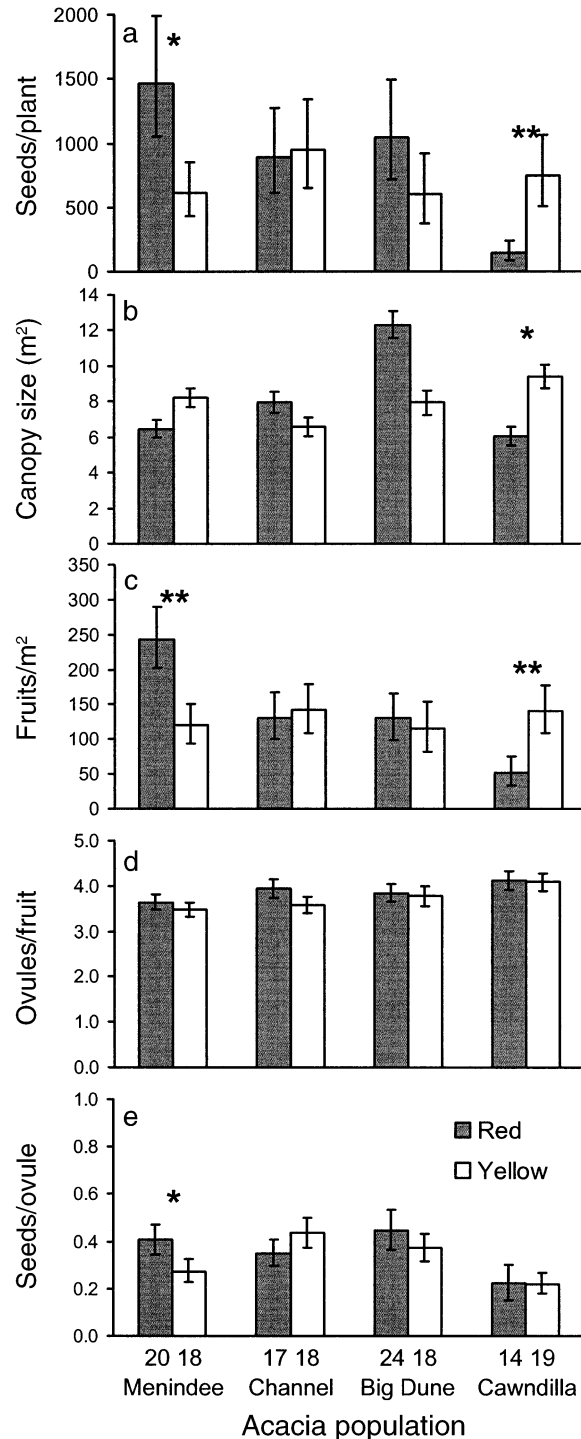 a
2000
*
1500
**
1000
500
0
Seeds/plant
b
14
12
*
10
8
6
4
2
0
Canopy size (m²)
c
350
300
**
250
**
200
150
100
50
0
Fruits/m²
d
5.0
4.0
3.0
2.0
1.0
0.0
Ovules/fruit
e
1.0
Red
0.8
Yellow
0.6
*
0.4
0.2
0.0
Seeds/ovule
20 18 17 18 24 18 14 19
Menindee Channel Big Dune Cawndilla
Acacia population